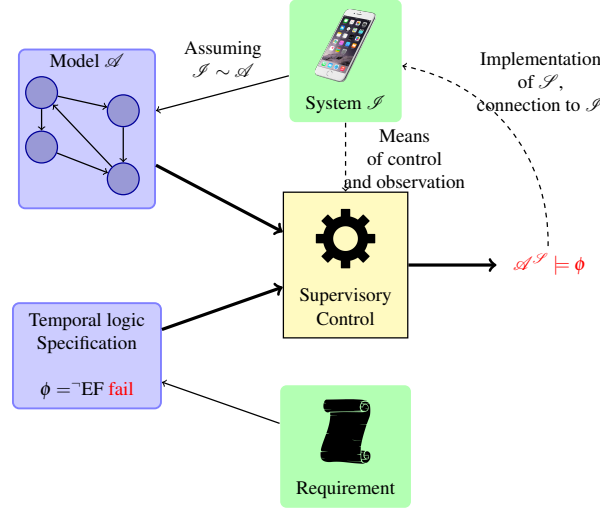 Model 𝒜
Assuming
ℐ ∼ 𝒜
System ℐ
Implementation
of 𝒮,
connection to ℐ
Means
of control
and observation
Supervisory
Control
𝒜^𝒮 ⊨ ϕ
Temporal logic
Specification
ϕ =¬EF fail
Requirement